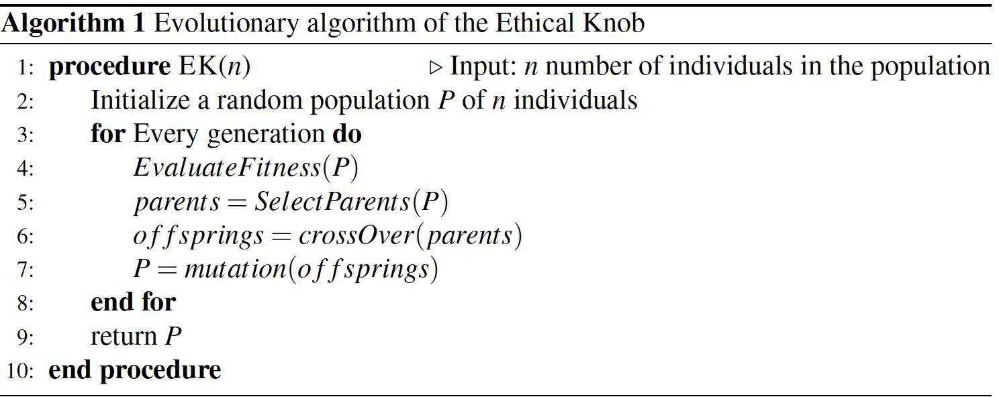 Algorithm 1 Evolutionary algorithm of the Ethical Knob
1: procedure EK(n) ▷ Input: n number of individuals in the population
2: Initialize a random population P of n individuals
3: for Every generation do
4: EvaluateFitness(P)
5: parents = SelectParents(P)
6: offsprings = crossOver(parents)
7: P = mutation(offsprings)
8: end for
9: return P
10: end procedure